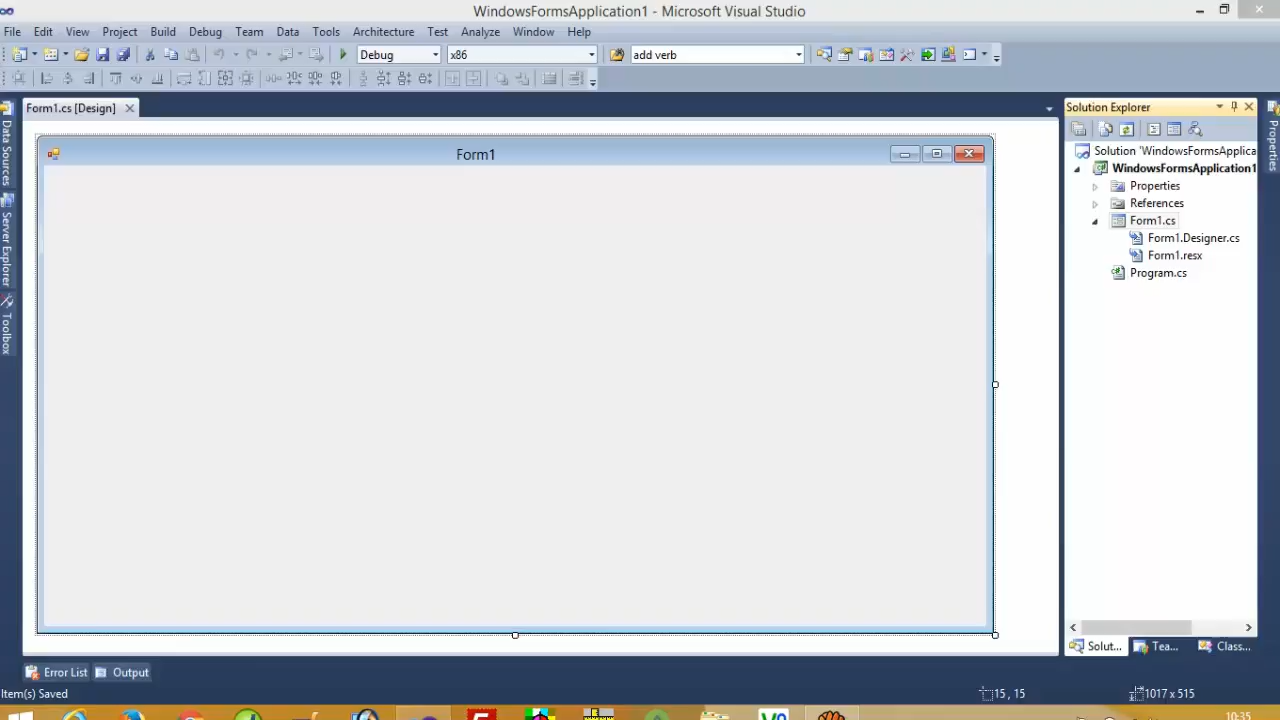 WindowsFormsApplication1 - Microsoft Visual Studio
File Edit View Project Build Debug Team Data Tools Architecture Test Analyze Window Help
Debug x86 add verb
Form1.cs [Design]
Solution Explorer
Form1
Solution 'WindowsFormsApplica
WindowsFormsApplication1
Properties
References
Form1.cs
Form1.Designer.cs
Form1.resx
Program.cs
Data Sources
Server Explorer
Toolbox
Properties
Solut... Tea... Class...
Error List Output
Item(s) Saved 15 , 15 1017 x 515
10:35